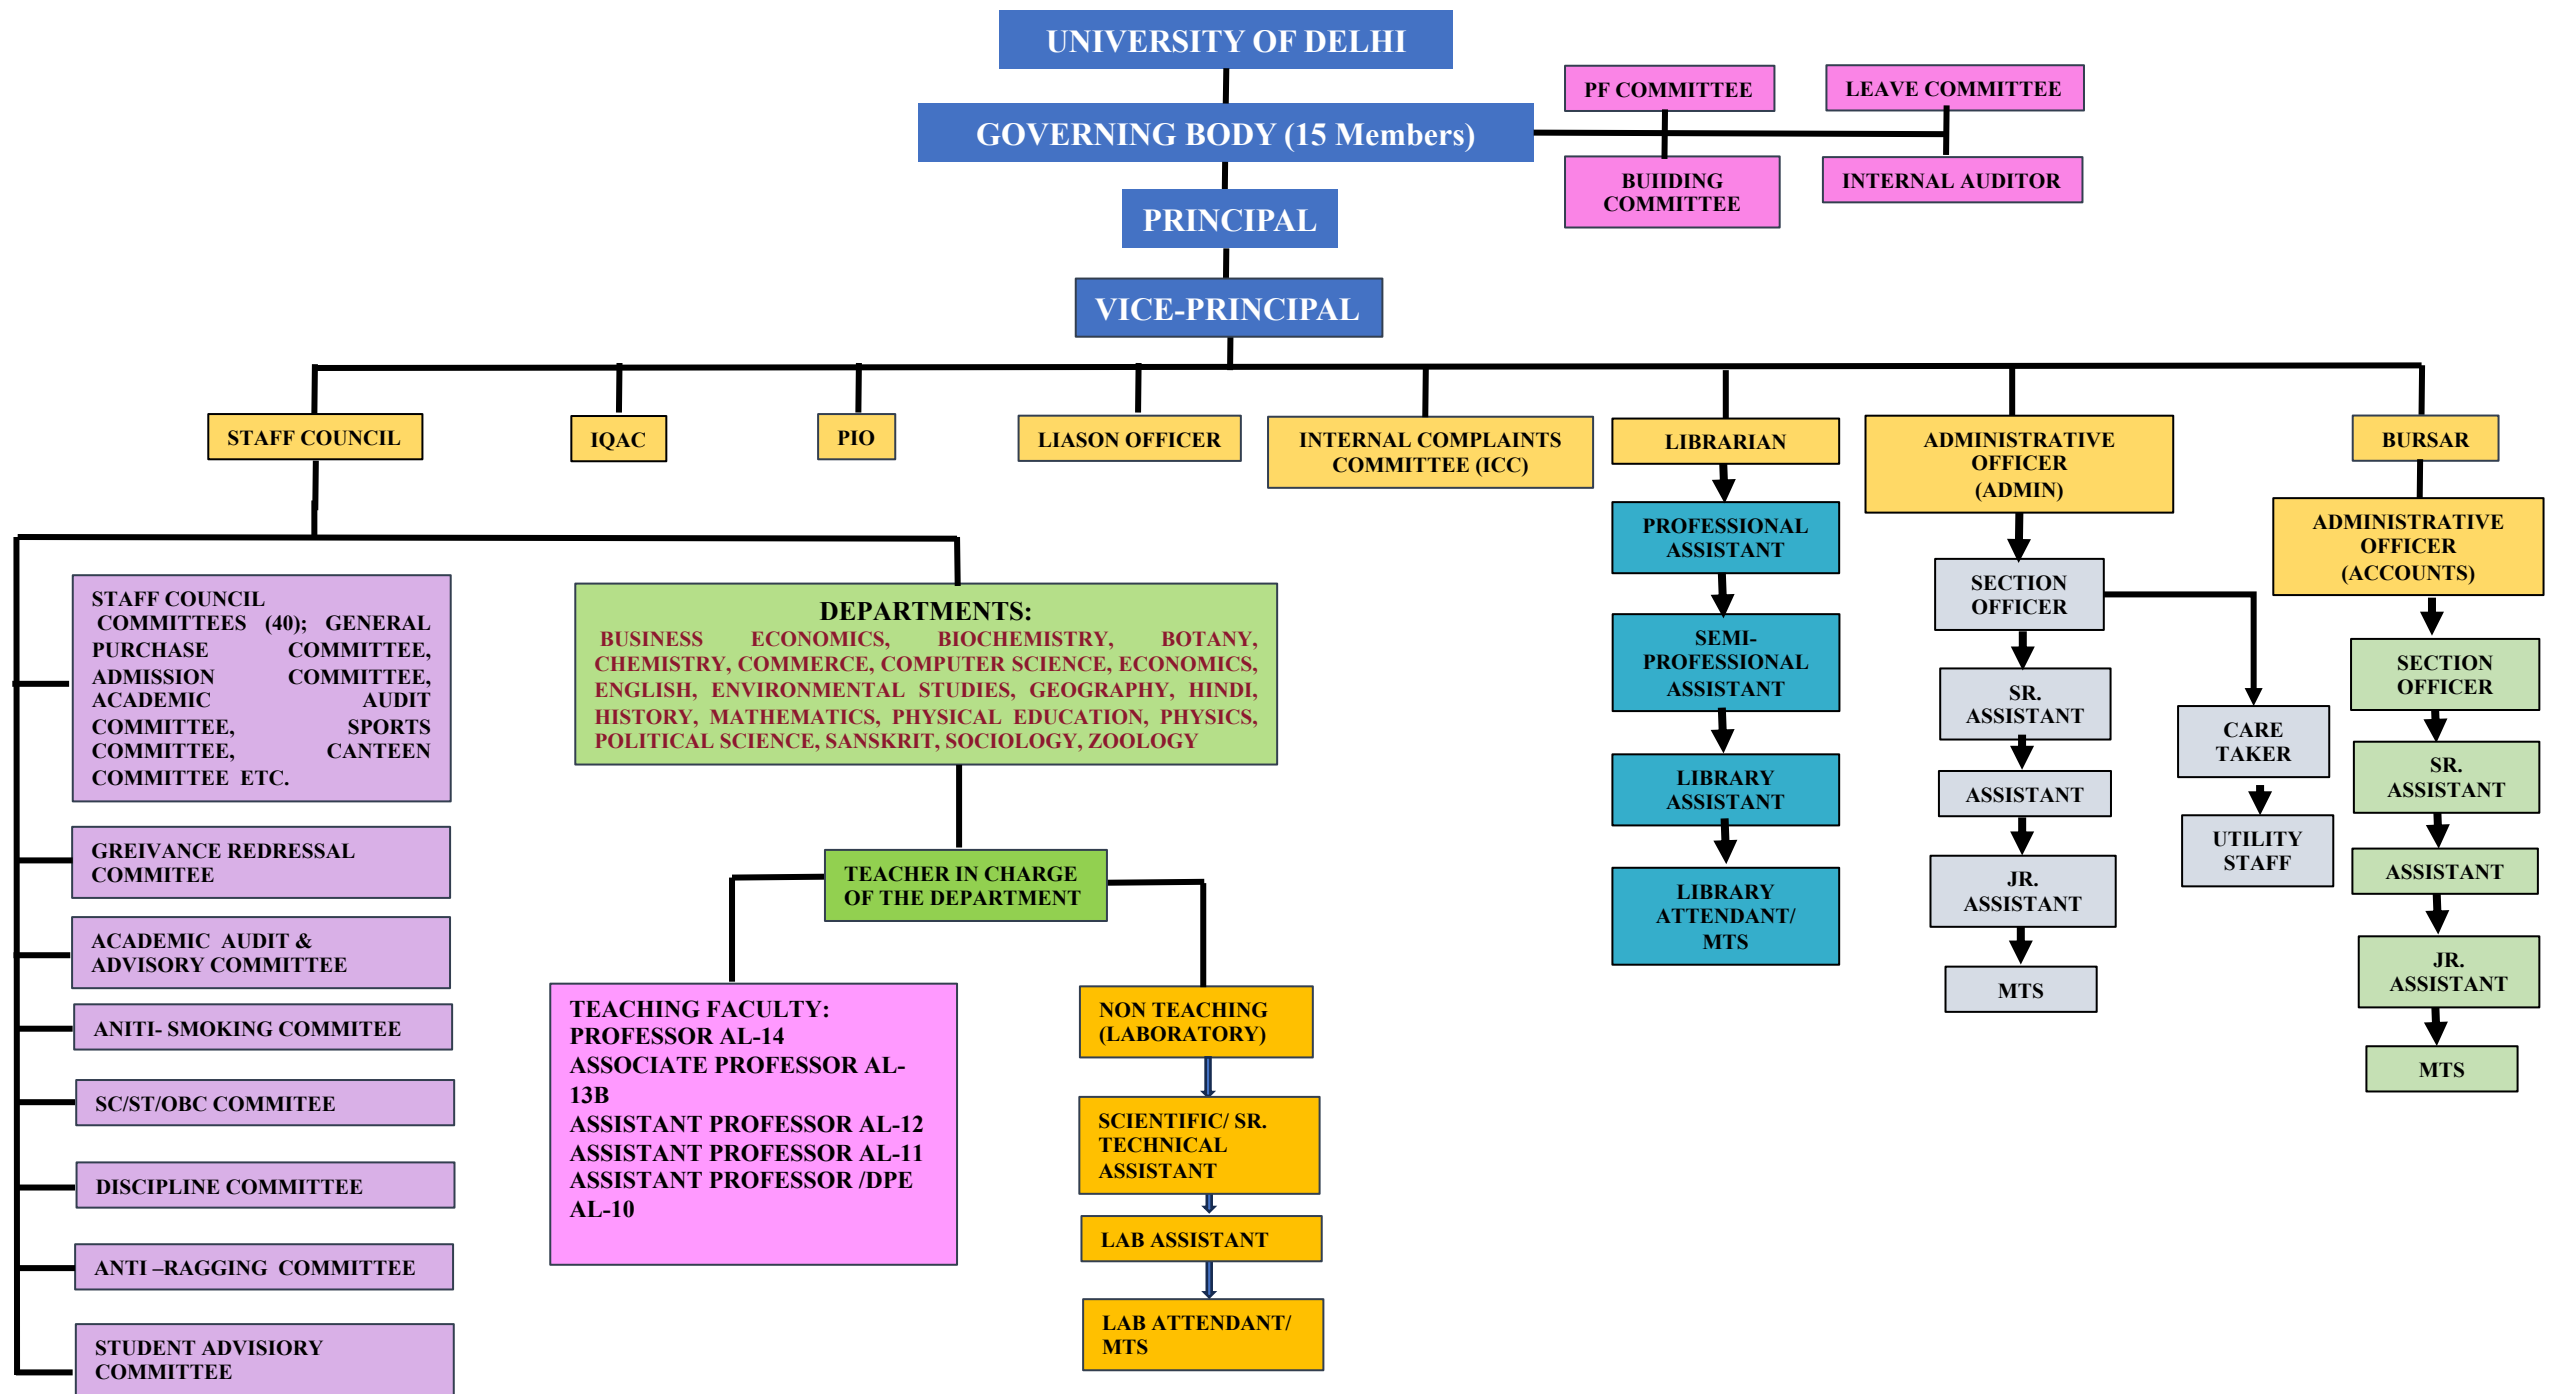 UNIVERSITY OF DELHI
GOVERNING BODY (15 Members)
PF COMMITTEE
LEAVE COMMITTEE
BUIIDING
COMMITTEE
INTERNAL AUDITOR
PRINCIPAL
VICE-PRINCIPAL
STAFF COUNCIL
IQAC
PIO
LIASON OFFICER
INTERNAL COMPLAINTS
COMMITTEE (ICC)
LIBRARIAN
ADMINISTRATIVE
OFFICER
(ADMIN)
BURSAR
STAFF COUNCIL
COMMITTEES (40); GENERAL
PURCHASE COMMITTEE,
ADMISSION COMMITTEE,
ACADEMIC AUDIT
COMMITTEE, SPORTS
COMMITTEE, CANTEEN
COMMITTEE ETC.
GREIVANCE REDRESSAL
COMMITEE
ACADEMIC AUDIT &
ADVISORY COMMITTEE
ANITI- SMOKING COMMITEE
SC/ST/OBC COMMITEE
DISCIPLINE COMMITTEE
ANTI –RAGGING COMMITTEE
STUDENT ADVISIORY
COMMITTEE
DEPARTMENTS:
BUSINESS ECONOMICS, BIOCHEMISTRY, BOTANY,
CHEMISTRY, COMMERCE, COMPUTER SCIENCE, ECONOMICS,
ENGLISH, ENVIRONMENTAL STUDIES, GEOGRAPHY, HINDI,
HISTORY, MATHEMATICS, PHYSICAL EDUCATION, PHYSICS,
POLITICAL SCIENCE, SANSKRIT, SOCIOLOGY, ZOOLOGY
TEACHER IN CHARGE
OF THE DEPARTMENT
TEACHING FACULTY:
PROFESSOR AL-14
ASSOCIATE PROFESSOR AL-
13B
ASSISTANT PROFESSOR AL-12
ASSISTANT PROFESSOR AL-11
ASSISTANT PROFESSOR /DPE
AL-10
NON TEACHING
(LABORATORY)
SCIENTIFIC/ SR.
TECHNICAL
ASSISTANT
LAB ASSISTANT
LAB ATTENDANT/
MTS
PROFESSIONAL
ASSISTANT
SEMI-
PROFESSIONAL
ASSISTANT
LIBRARY
ASSISTANT
LIBRARY
ATTENDANT/
MTS
SECTION
OFFICER
SR.
ASSISTANT
ASSISTANT
JR.
ASSISTANT
MTS
CARE
TAKER
UTILITY
STAFF
ADMINISTRATIVE
OFFICER
(ACCOUNTS)
SECTION
OFFICER
SR.
ASSISTANT
ASSISTANT
JR.
ASSISTANT
MTS